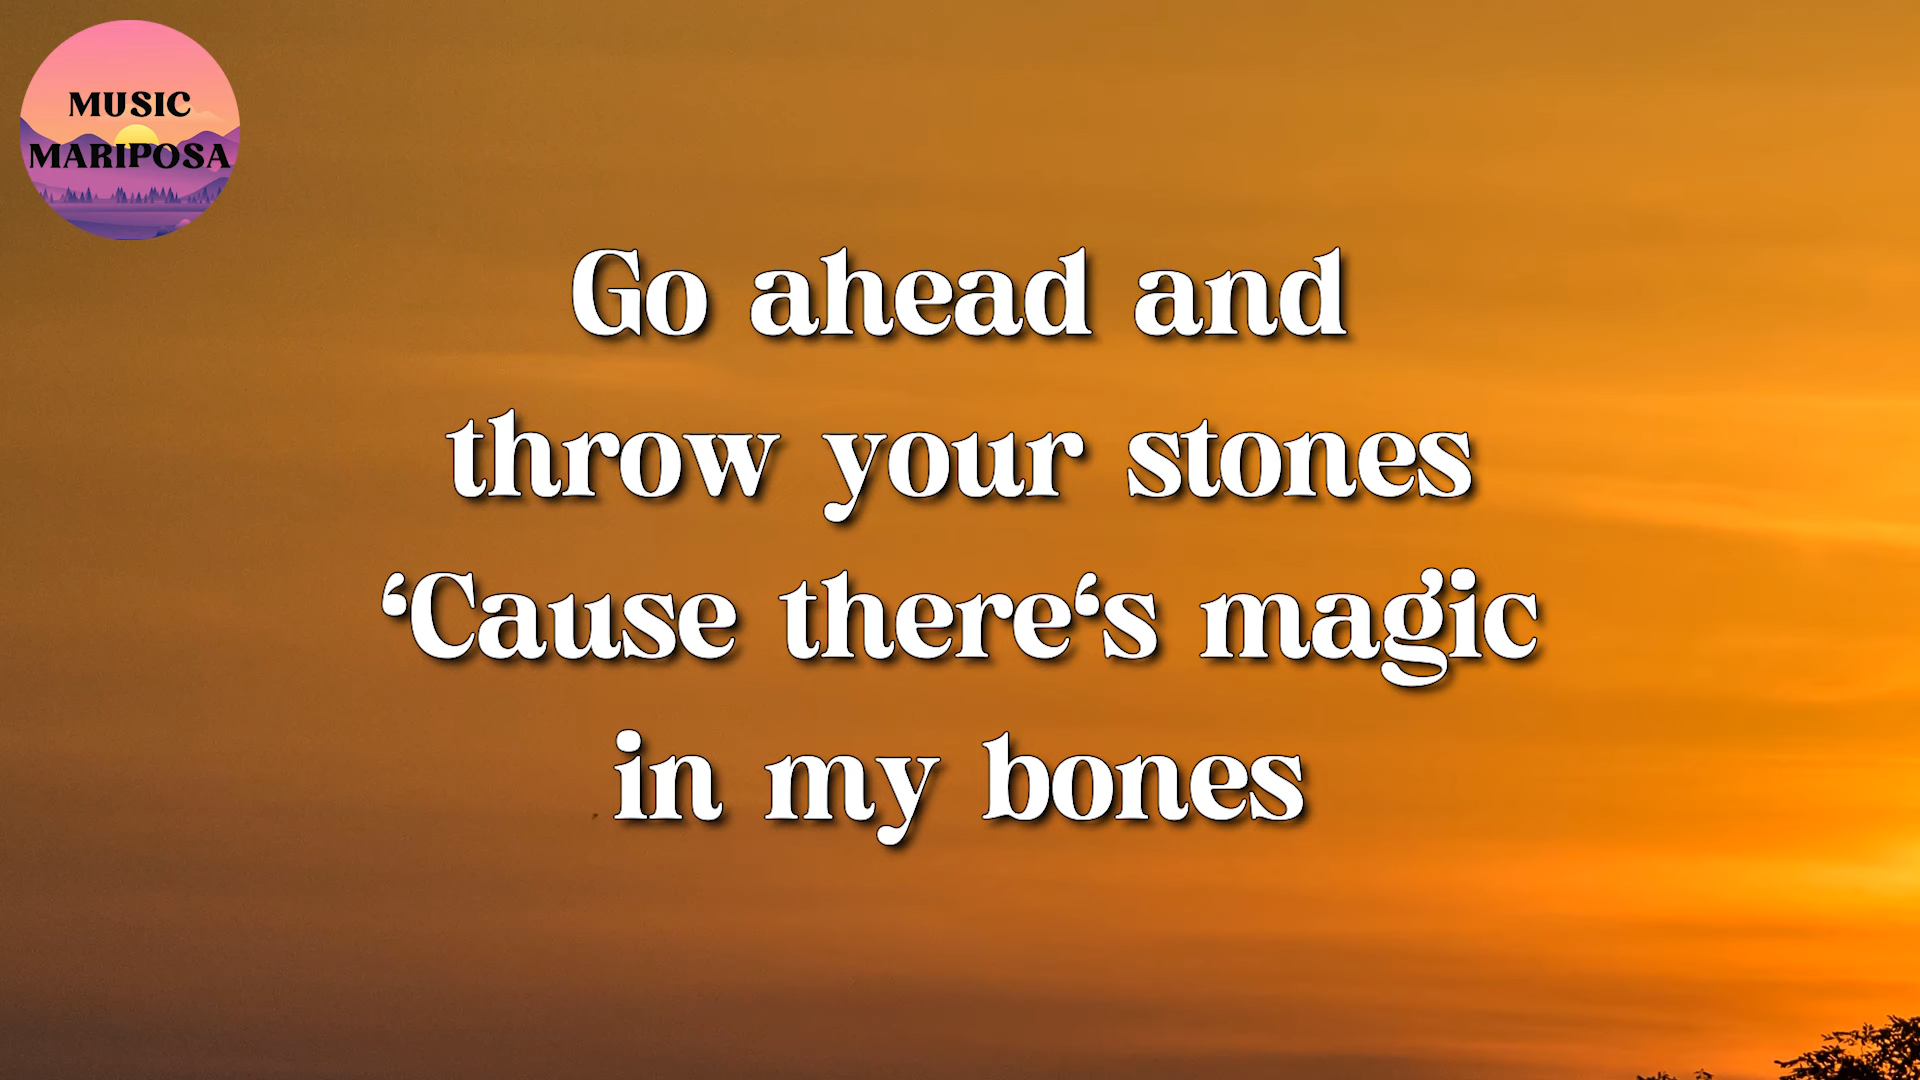 MUSIC
MARIPOSA
Go ahead and
throw your stones
‘Cause there‘s magic
in my bones